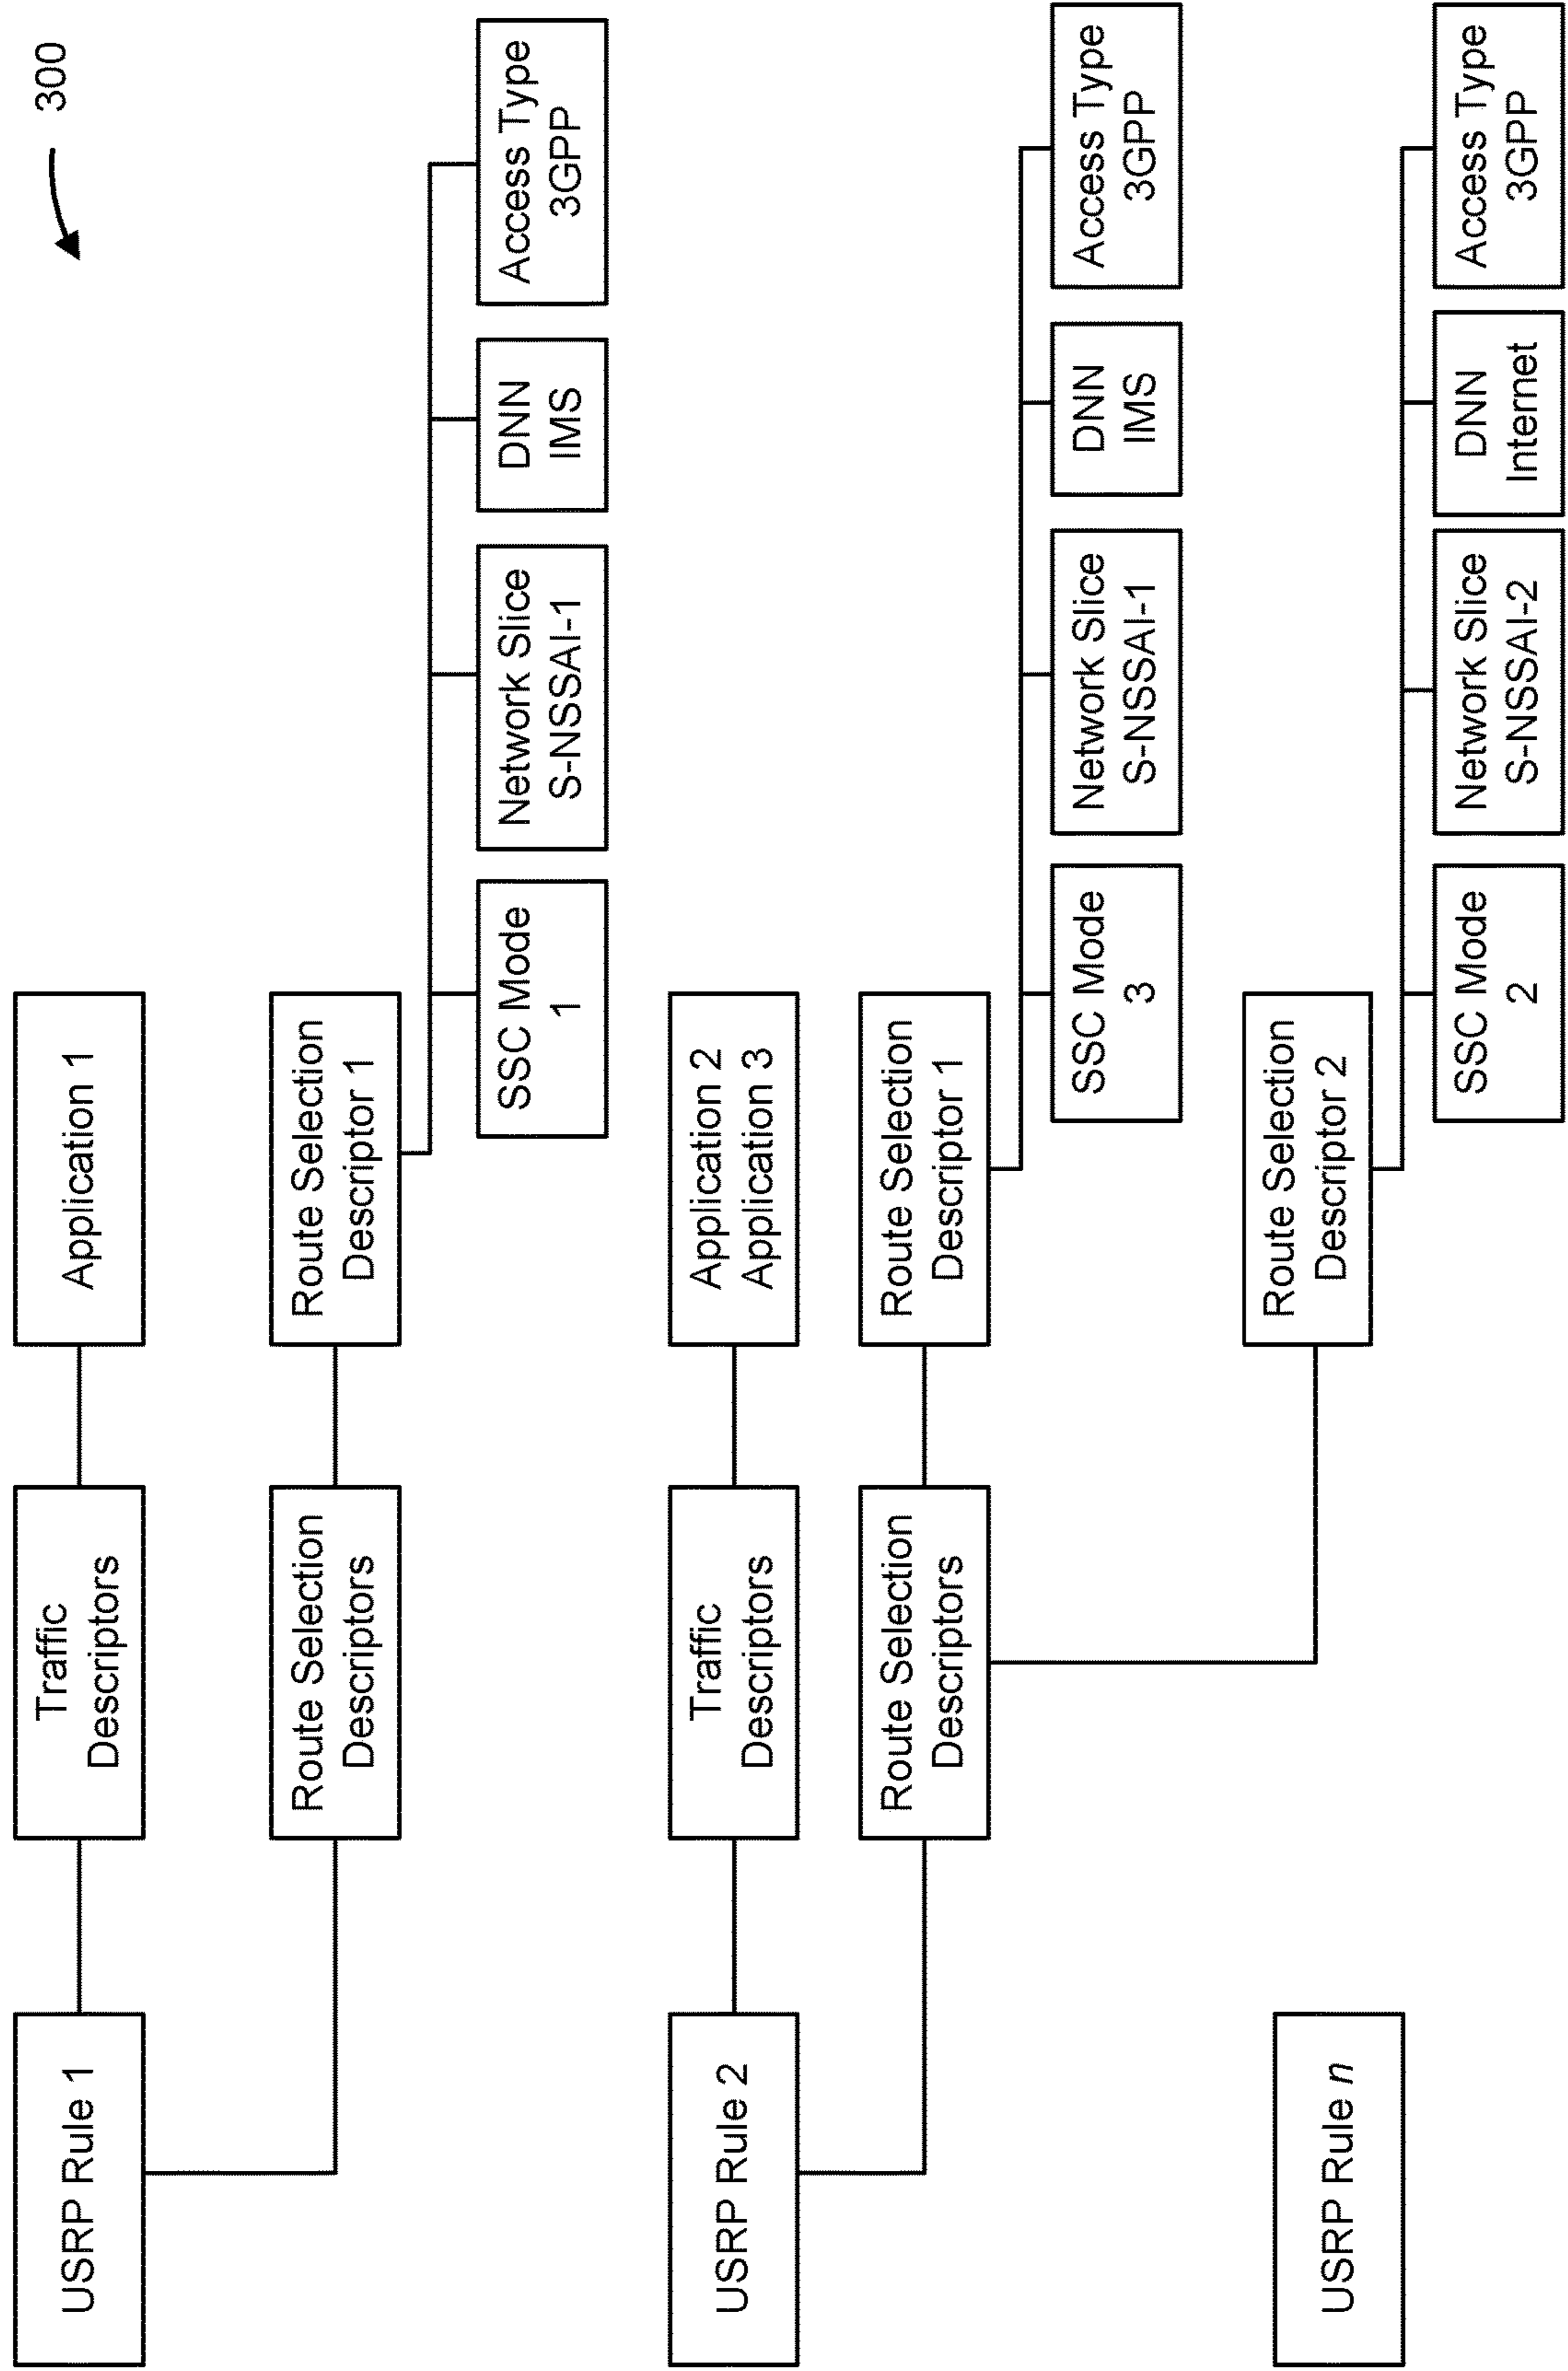 300
USRP Rule 1
Traffic
Descriptors
Application 1
Route Selection
Descriptors
Route Selection
Descriptor 1
SSC Mode
1
Network Slice
S-NSSAI-1
DNN
IMS
Access Type
3GPP
USRP Rule 2
Traffic
Descriptors
Application 2
Application 3
Route Selection
Descriptors
Route Selection
Descriptor 1
SSC Mode
3
Network Slice
S-NSSAI-1
DNN
IMS
Access Type
3GPP
Route Selection
Descriptor 2
SSC Mode
2
Network Slice
S-NSSAI-2
DNN
Internet
Access Type
3GPP
USRP Rule n